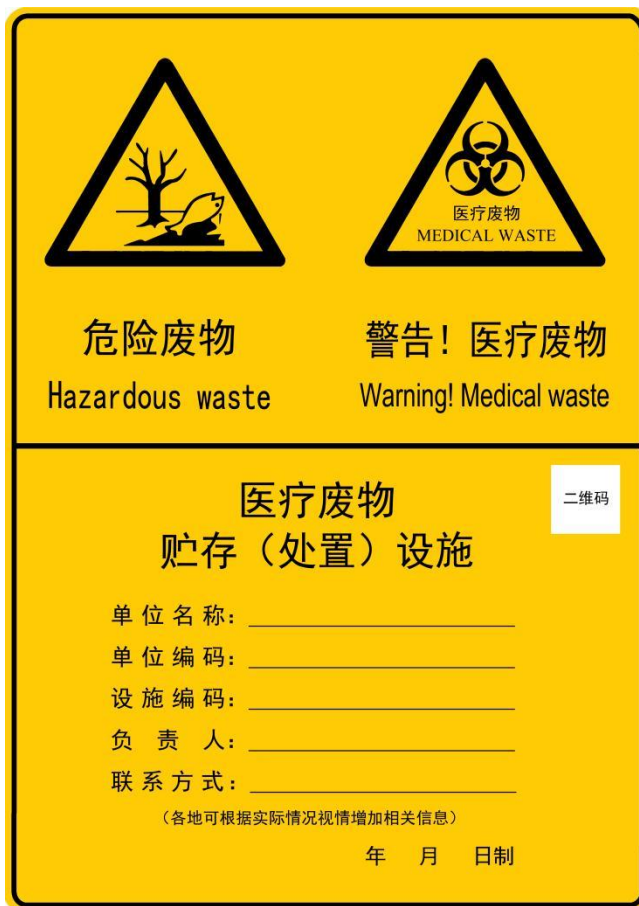 医疗废物
MEDICAL WASTE
危险废物
Hazardous waste
警告！医疗废物
Warning! Medical waste
二维码
医疗废物
贮存（处置）设施
单位名称：
单位编码：
设施编码：
负责人：
联系方式：
（各地可根据实际情况视情增加相关信息）
年 月 日制